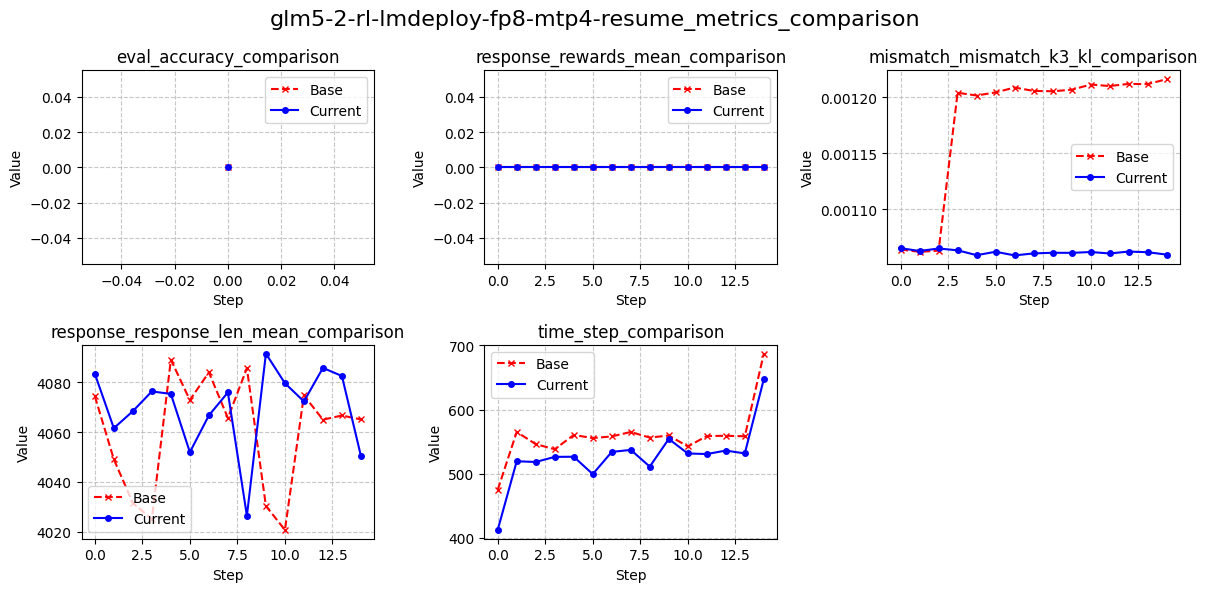 glm5-2-rl-lmdeploy-fp8-mtp4-resume_metrics_comparison
eval_accuracy_comparison
0.04
0.02
0.00
−0.02
−0.04
Value
−0.04 −0.02 0.00 0.02 0.04
Step
Base
Current
response_rewards_mean_comparison
0.04
0.02
0.00
−0.02
−0.04
Value
0.0 2.5 5.0 7.5 10.0 12.5
Step
Base
Current
mismatch_mismatch_k3_kl_comparison
0.00120
0.00115
0.00110
Value
0.0 2.5 5.0 7.5 10.0 12.5
Step
Base
Current
response_response_len_mean_comparison
4080
4060
4040
4020
Value
0.0 2.5 5.0 7.5 10.0 12.5
Step
Base
Current
time_step_comparison
700
600
500
400
Value
0.0 2.5 5.0 7.5 10.0 12.5
Step
Base
Current